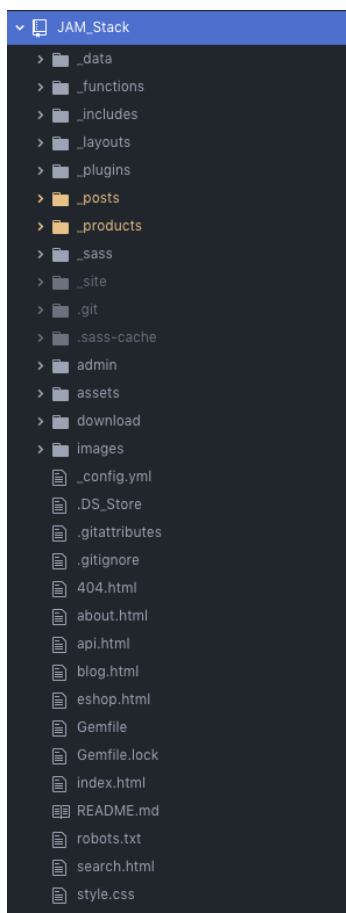 JAM_Stack
_data
_functions
_includes
_layouts
_plugins
_posts
_products
_sass
_site
.git
.sass-cache
admin
assets
download
images
_config.yml
.DS_Store
.gitattributes
.gitignore
404.html
about.html
api.html
blog.html
eshop.html
Gemfile
Gemfile.lock
index.html
README.md
robots.txt
search.html
style.css